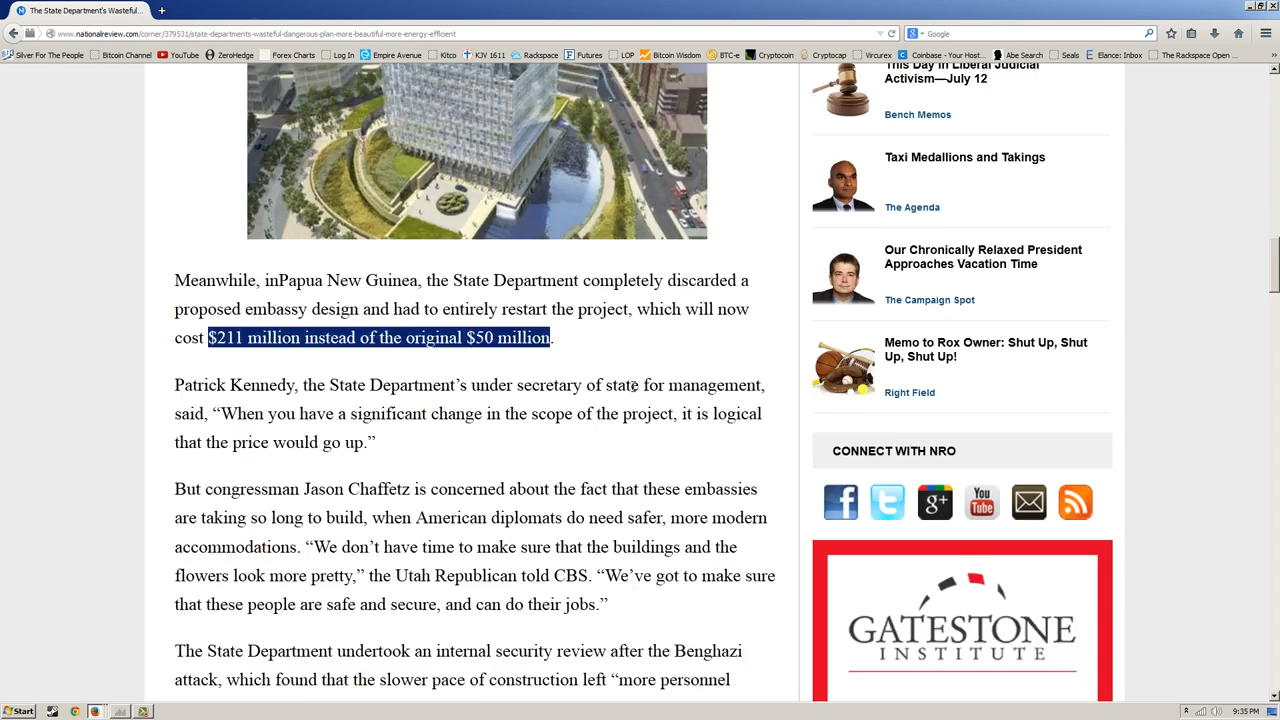 The State Department's Wasteful...
www.nationalreview.com/corner/379531/state-departments-wasteful-dangerous-plan-more-beautiful-more-energy-efficient
Google
Silver For The People
Bitcoin Channel
YouTube
ZeroHedge
Forex Charts
Log In
Empire Avenue
Kitco
KJV 1611
Rackspace
Futures
LOP
Bitcoin Wisdom
BTC-e
Cryptocoin
Cryptocap
Vircurex
Coinbase - Your Host...
Abe Search
Seals
Elance: Inbox
The Rackspace Open ...
Meanwhile, inPapua New Guinea, the State Department completely discarded a
proposed embassy design and had to entirely restart the project, which will now
cost $211 million instead of the original $50 million.
Patrick Kennedy, the State Department’s under secretary of state for management,
said, “When you have a significant change in the scope of the project, it is logical
that the price would go up.”
But congressman Jason Chaffetz is concerned about the fact that these embassies
are taking so long to build, when American diplomats do need safer, more modern
accommodations. “We don’t have time to make sure that the buildings and the
flowers look more pretty,” the Utah Republican told CBS. “We’ve got to make sure
that these people are safe and secure, and can do their jobs.”
The State Department undertook an internal security review after the Benghazi
attack, which found that the slower pace of construction left “more personnel
This Day in Liberal Judicial
Activism—July 12
Bench Memos
Taxi Medallions and Takings
The Agenda
Our Chronically Relaxed President
Approaches Vacation Time
The Campaign Spot
Memo to Rox Owner: Shut Up, Shut
Up, Shut Up!
Right Field
CONNECT WITH NRO
You
Tube
GATESTONE
INSTITUTE
Start
9:35 PM